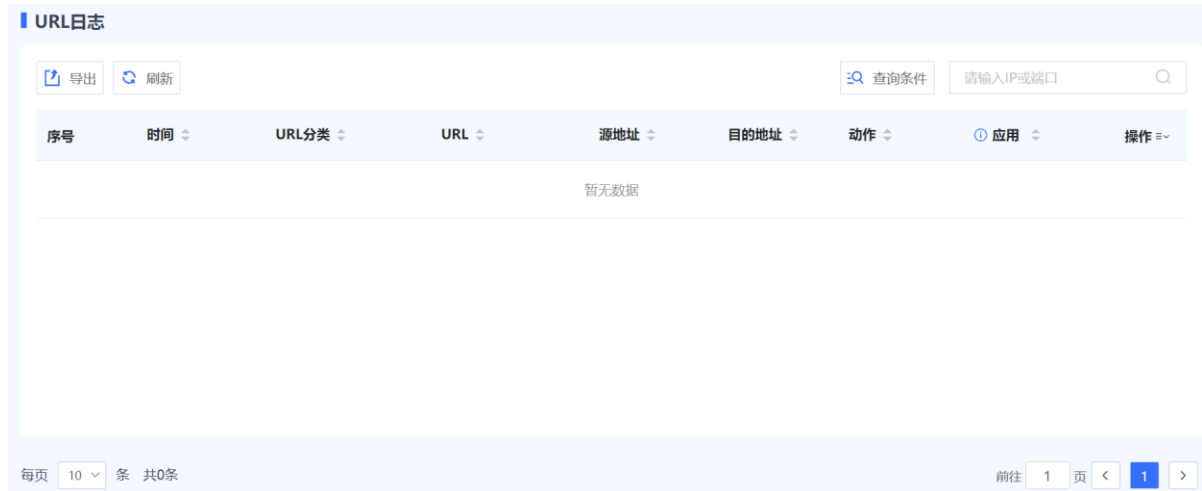 URL日志
导出 刷新 查询条件 请输入IP或端口
序号 时间 URL分类 URL 源地址 目的地址 动作 应用 操作
暂无数据
每页 10 条 共0条 前往 1 页 1